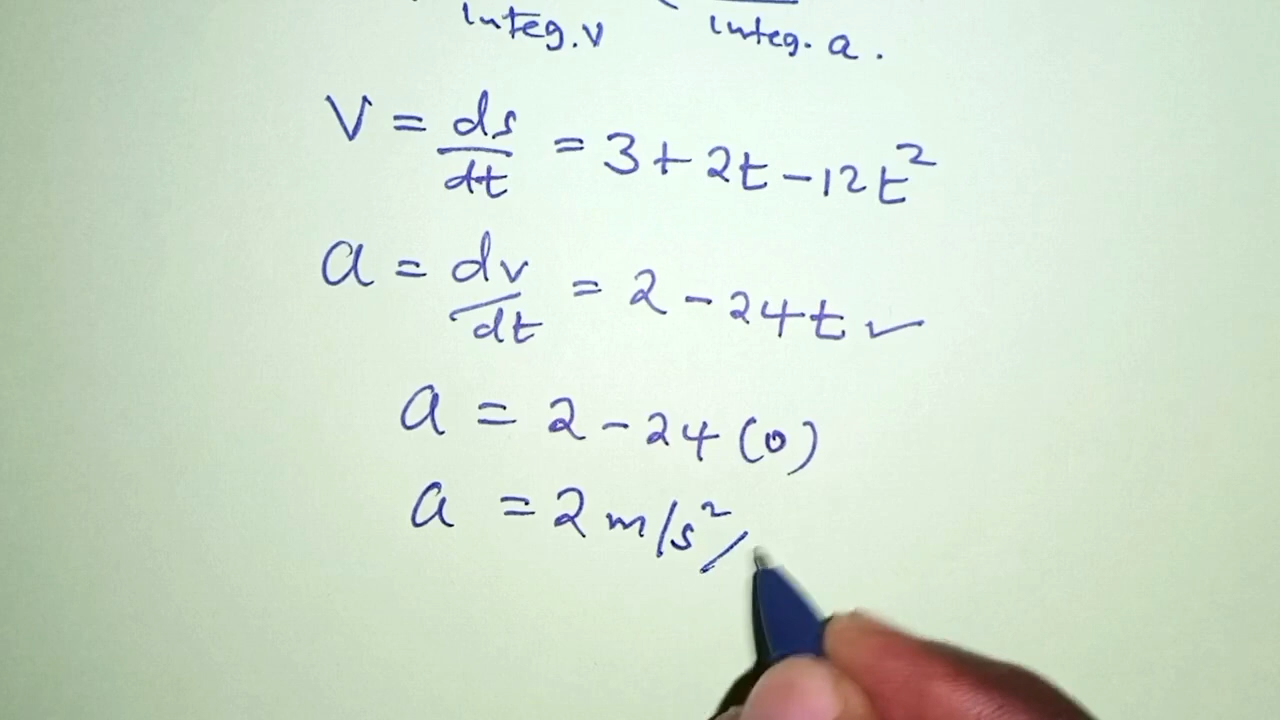 integ.v integ.a.
V = ds/dt = 3 + 2t - 12t²
a = dv/dt = 2 - 24t ✓
a = 2 - 24(0)
a = 2 m/s² /